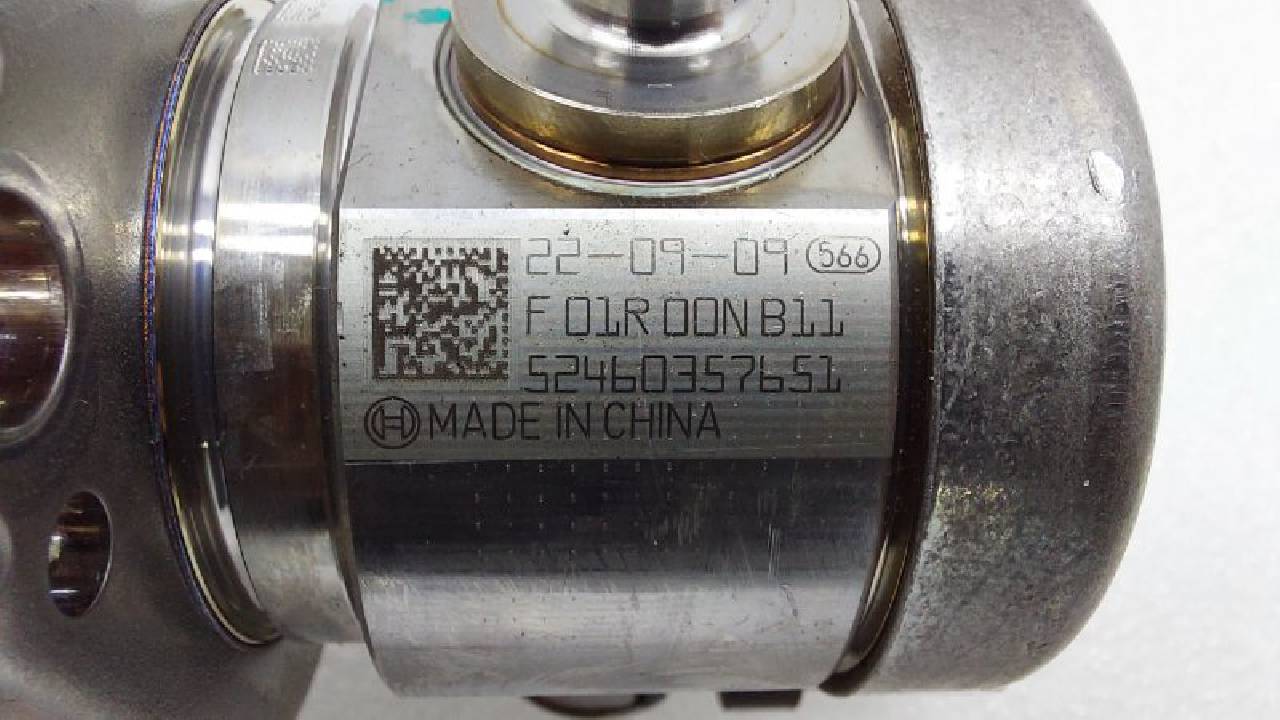 22-09-09 566
F 01R 00N B11
52460357651
MADE IN CHINA